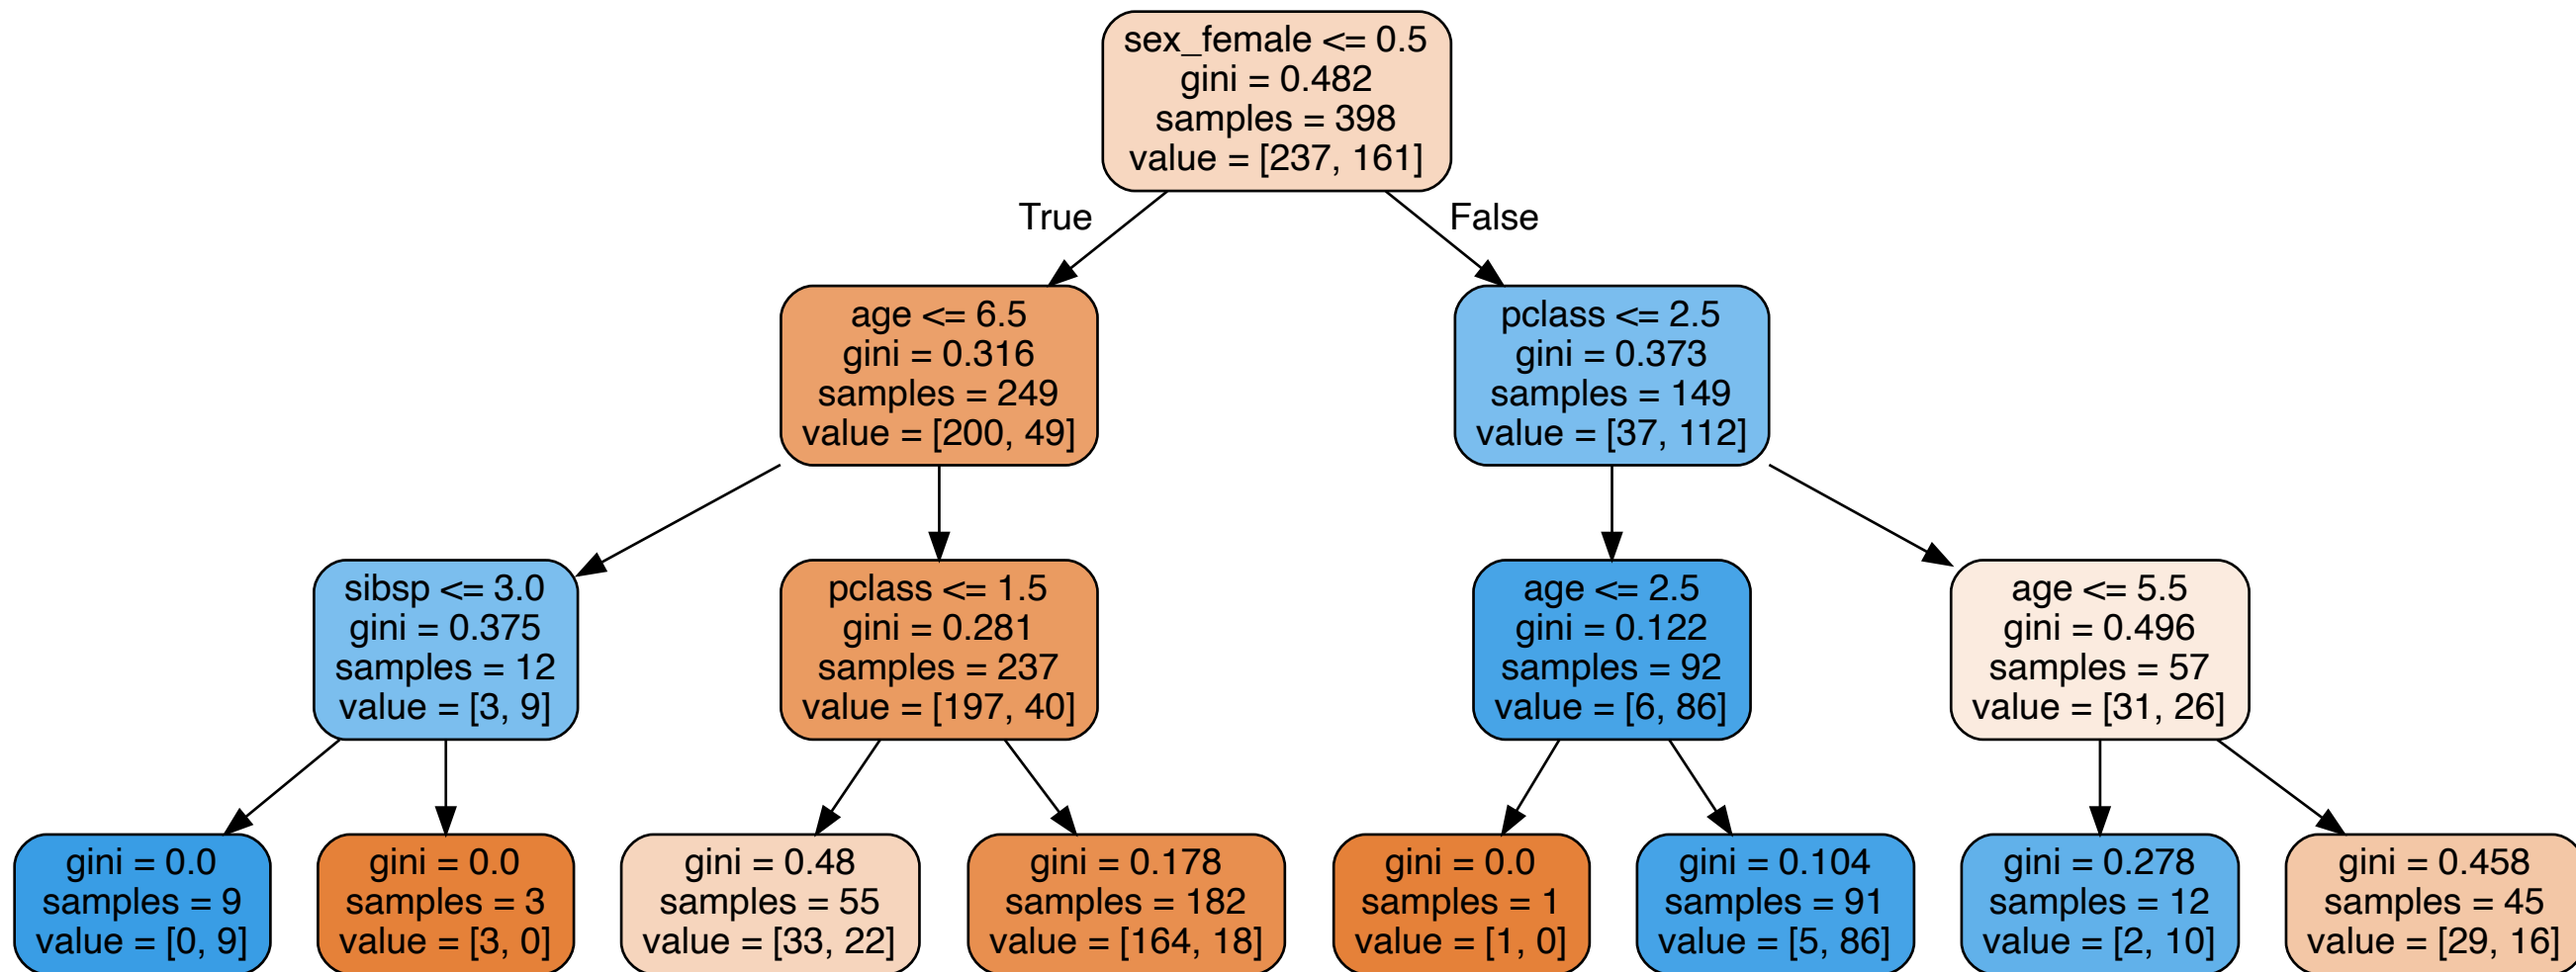 sex_female <= 0.5
gini = 0.482
samples = 398
value = [237, 161]
True
False
age <= 6.5
gini = 0.316
samples = 249
value = [200, 49]
pclass <= 2.5
gini = 0.373
samples = 149
value = [37, 112]
sibsp <= 3.0
gini = 0.375
samples = 12
value = [3, 9]
pclass <= 1.5
gini = 0.281
samples = 237
value = [197, 40]
age <= 2.5
gini = 0.122
samples = 92
value = [6, 86]
age <= 5.5
gini = 0.496
samples = 57
value = [31, 26]
gini = 0.0
samples = 9
value = [0, 9]
gini = 0.0
samples = 3
value = [3, 0]
gini = 0.48
samples = 55
value = [33, 22]
gini = 0.178
samples = 182
value = [164, 18]
gini = 0.0
samples = 1
value = [1, 0]
gini = 0.104
samples = 91
value = [5, 86]
gini = 0.278
samples = 12
value = [2, 10]
gini = 0.458
samples = 45
value = [29, 16]